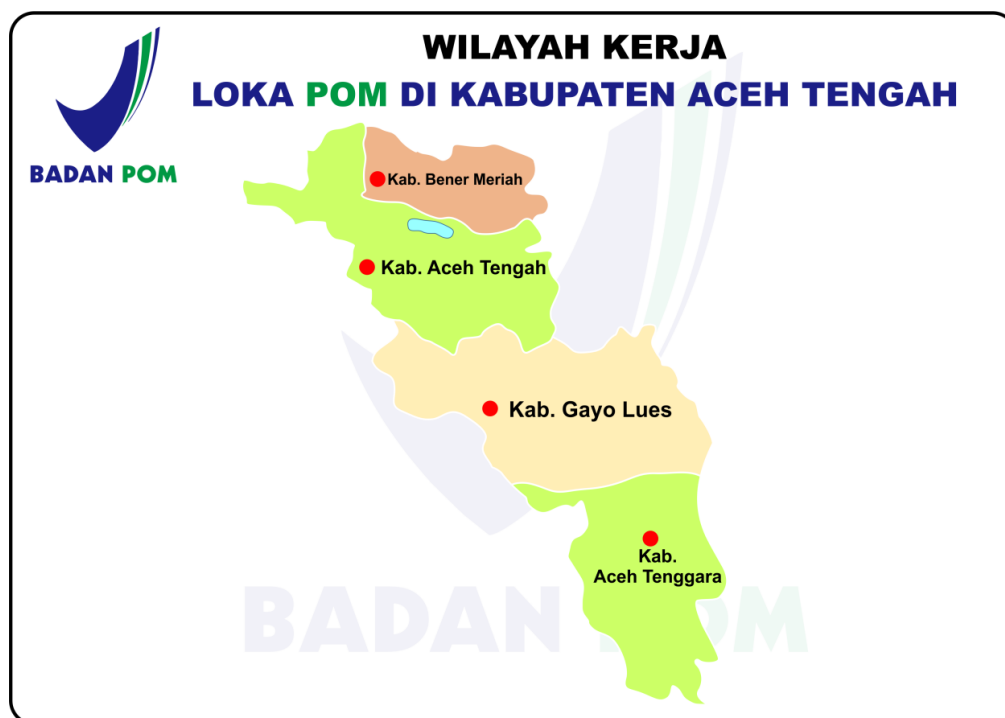 WILAYAH KERJA
LOKA POM DI KABUPATEN ACEH TENGAH
BADAN POM
Kab. Bener Meriah
Kab. Aceh Tengah
Kab. Gayo Lues
Kab.
Aceh Tenggara
BADAN POM